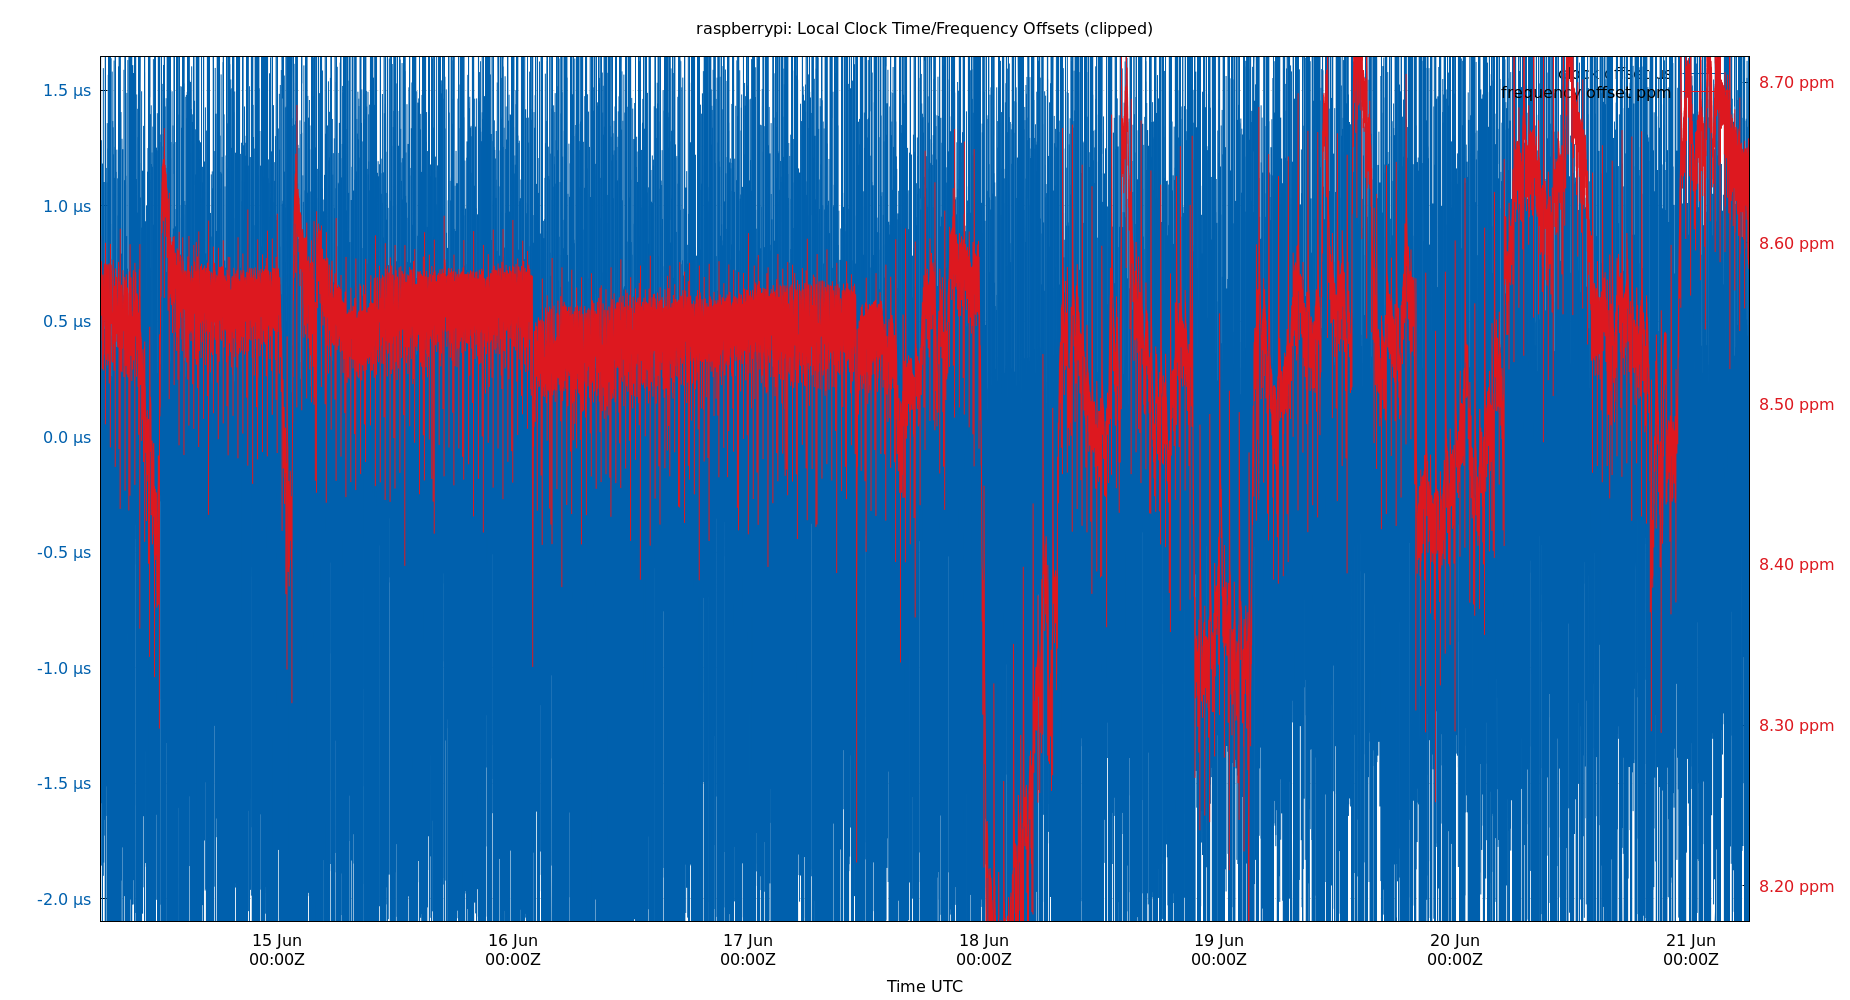 raspberrypi: Local Clock Time/Frequency Offsets (clipped)
clock offset µs
frequency offset ppm
1.5 µs
1.0 µs
0.5 µs
0.0 µs
-0.5 µs
-1.0 µs
-1.5 µs
-2.0 µs
8.70 ppm
8.60 ppm
8.50 ppm
8.40 ppm
8.30 ppm
8.20 ppm
15 Jun
00:00Z
16 Jun
00:00Z
17 Jun
00:00Z
18 Jun
00:00Z
19 Jun
00:00Z
20 Jun
00:00Z
21 Jun
00:00Z
Time UTC